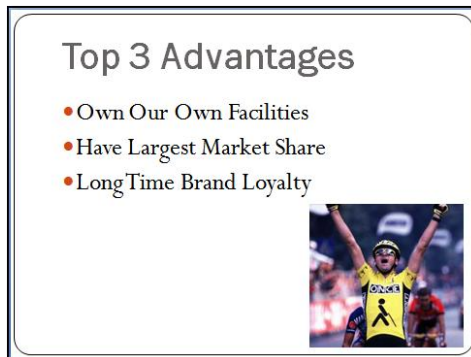 Top 3 Advantages
Own Our Own Facilities
Have Largest Market Share
Long Time Brand Loyalty
ONCE